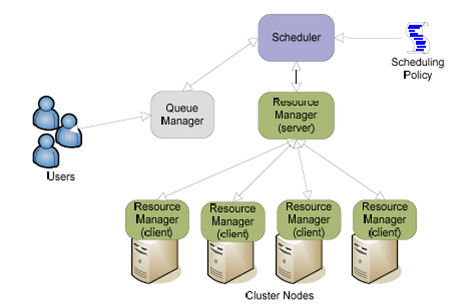 Scheduler
Scheduling
Policy
Queue
Manager
Resource
Manager
(server)
Users
Resource
Manager
(client)
Resource
Manager
(client)
Resource
Manager
(client)
Resource
Manager
(client)
Cluster Nodes